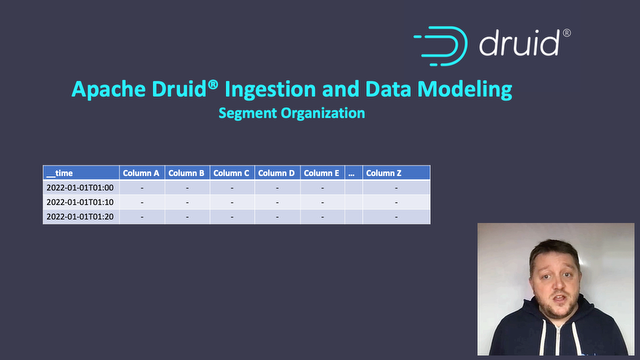 druid®
Apache Druid® Ingestion and Data Modeling
Segment Organization
__time Column A Column B Column C Column D Column E ... Column Z
2022-01-01T01:00 - - - - - -
2022-01-01T01:10 - - - - - -
2022-01-01T01:20 - - - - - -